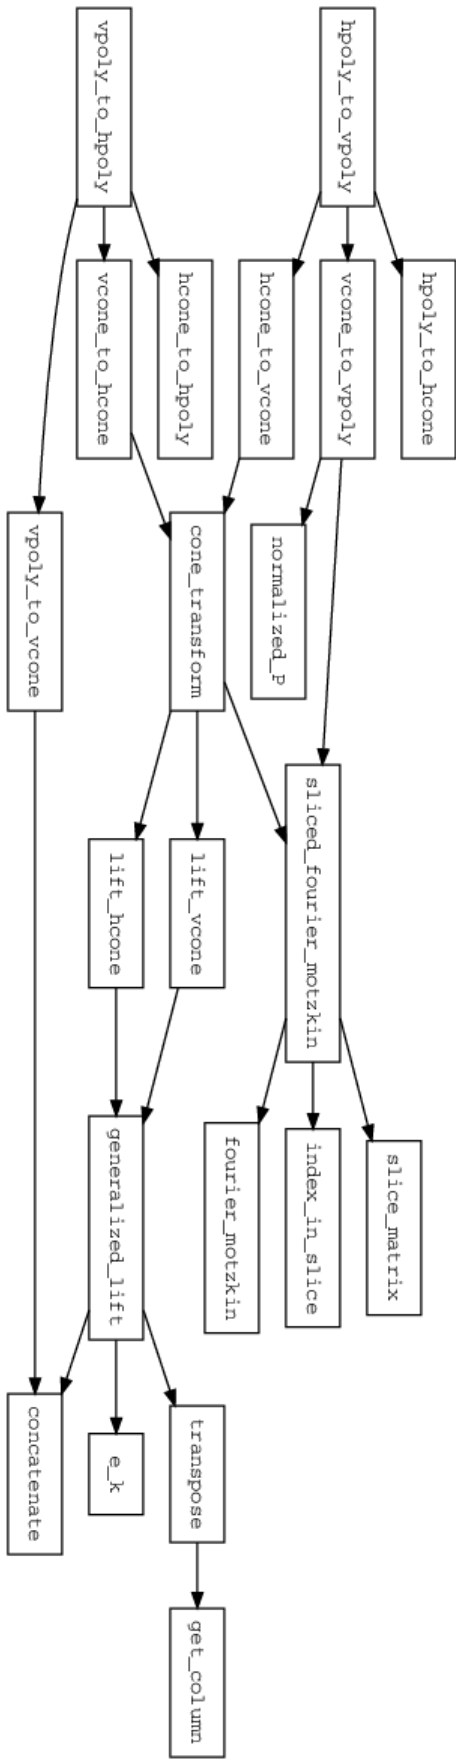 hpoly_to_vpoly
vpoly_to_hpoly
hpoly_to_hcone
vcone_to_vpoly
hcone_to_vcone
hcone_to_hpoly
vcone_to_hcone
normalized_P
cone_transform
vpoly_to_vcone
sliced_fourier_motzkin
lift_vcone
lift_hcone
slice_matrix
index_in_slice
fourier_motzkin
generalized_lift
transpose
e_k
concatenate
get_column